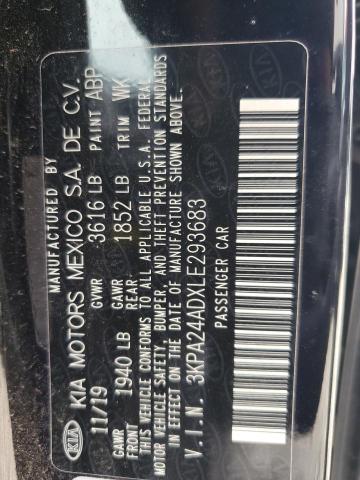 MANUFACTURED BY
KIA KIA MOTORS MEXICO S.A. DE C.V.
11/19 GVWR 3616 LB PAINT ABP
GAWR FRONT 1940 LB GAWR REAR. 1852 LB TRIM WK
THIS VEHICLE CONFORMS TO ALL APPLICABLE U.S.A. FEDERAL
MOTOR VEHICLE SAFETY, BUMPER, AND THEFT PREVENTION STANDARDS
IN EFFECT ON THE DATE OF MANUFACTURE SHOWN ABOVE.
V.I.N. 3KPA24ADXLE293683
PASSENGER CAR